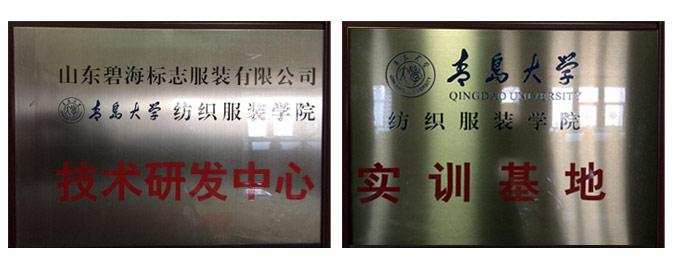 山东碧海标志服装有限公司
青岛大学 纺织服装学院
技术研发中心
青岛大学
QINGDAO UNIVERSITY
纺织服装学院
实训基地